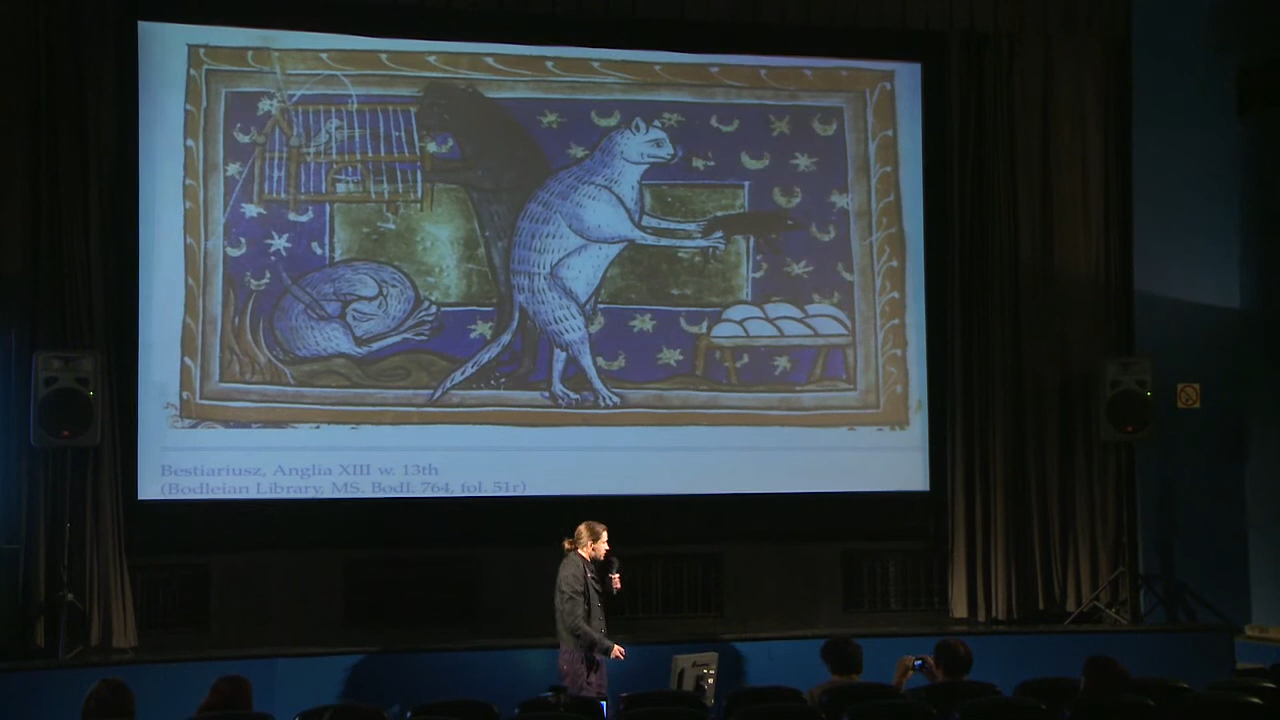 Bestiariusz, Anglia XIII w. 13th
(Bodleian Library, MS. Bodl. 764, fol. 51r)